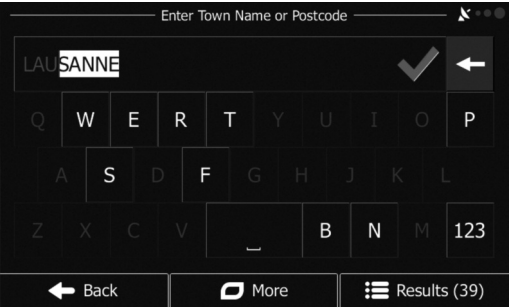 Enter Town Name or Postcode
LAUSANNE
Q W E R T Y U I O P
A S D F G H J K L
Z X C V B N M 123
Back More Results (39)